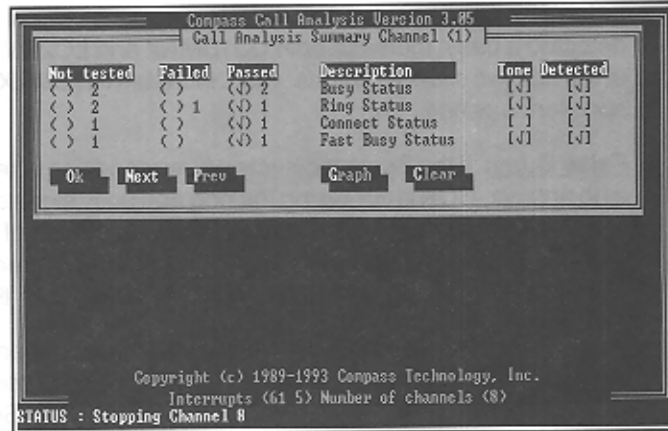 Compass Call Analysis Version 3.05
Call Analysis Summary Channel (1)
Not tested Failed Passed Description Tone Detected
( ) 2 ( ) (√) 2 Busy Status [√] [√]
( ) 2 ( ) 1 (√) 1 Ring Status [√] [√]
( ) 1 ( ) (√) 1 Connect Status [ ] [ ]
( ) 1 ( ) (√) 1 Fast Busy Status [√] [√]
Ok Next Prev Graph Clear
Copyright (c) 1989-1993 Compass Technology, Inc.
Interrupts (61 5) Number of channels (8)
STATUS : Stopping Channel 8